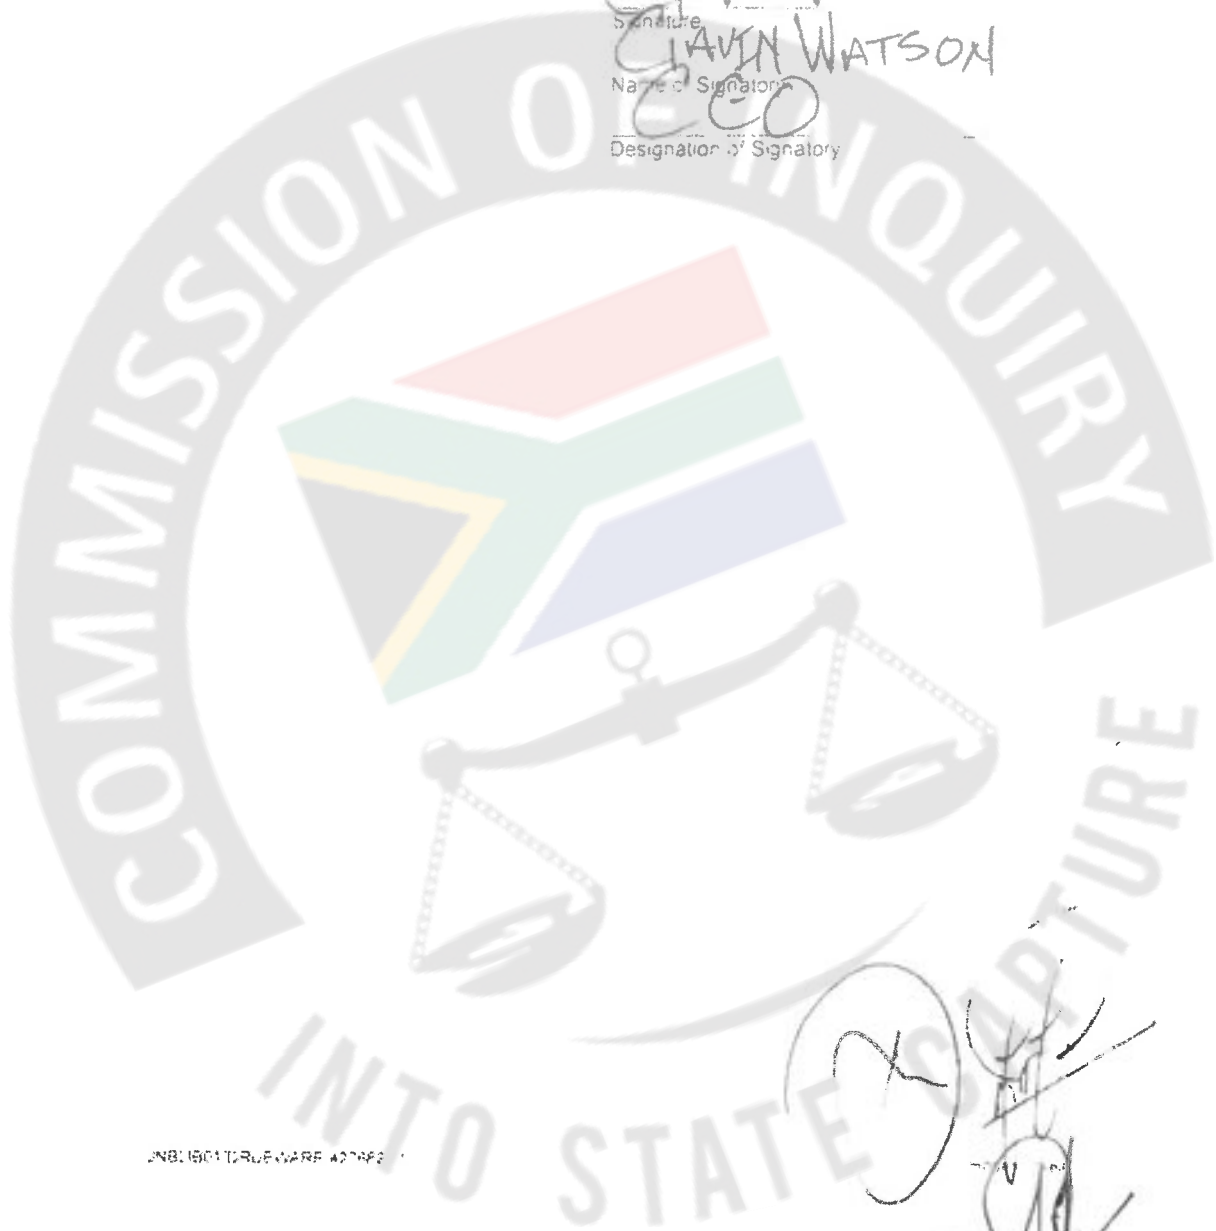 Signature
GAVIN WATSON
Name of Signatory
CEO
Designation of Signatory
COMMISSION OF INQUIRY
INTO STATE CAPTURE